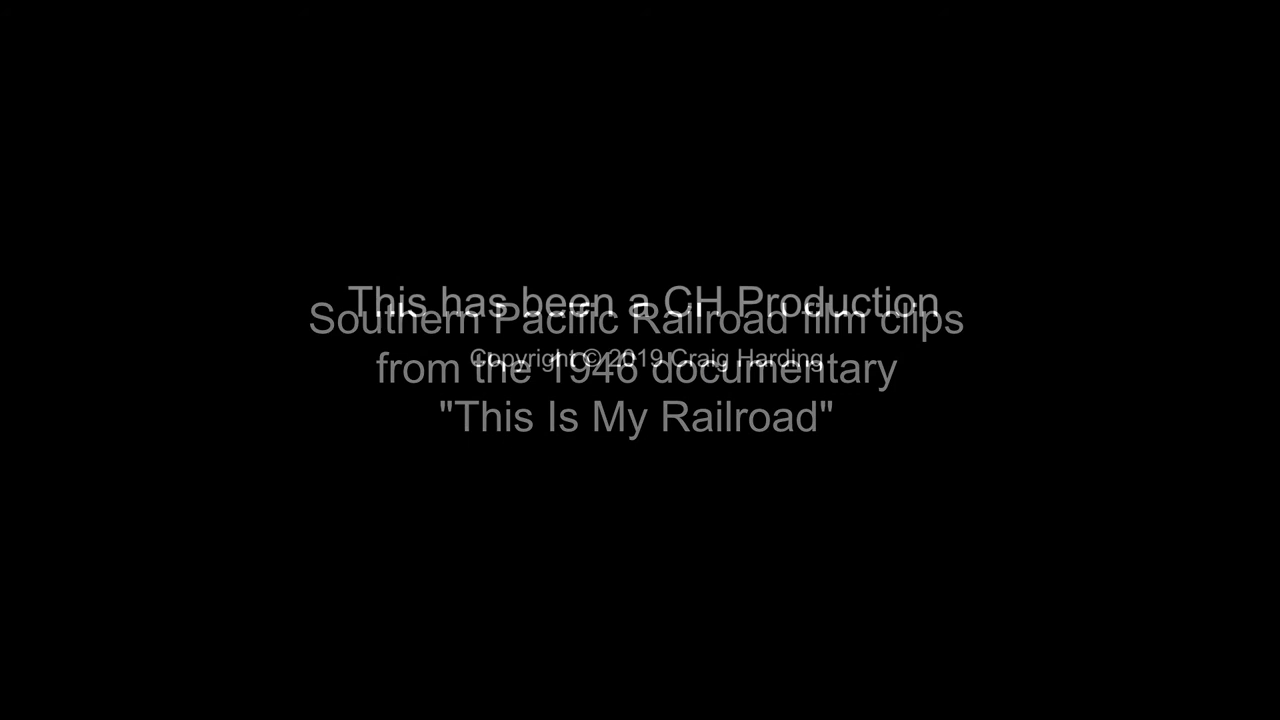 This has been a CH Production
Copyright © 2019 Craig Harding
Southern Pacific Railroad film clips
from the 1946 documentary
"This Is My Railroad"